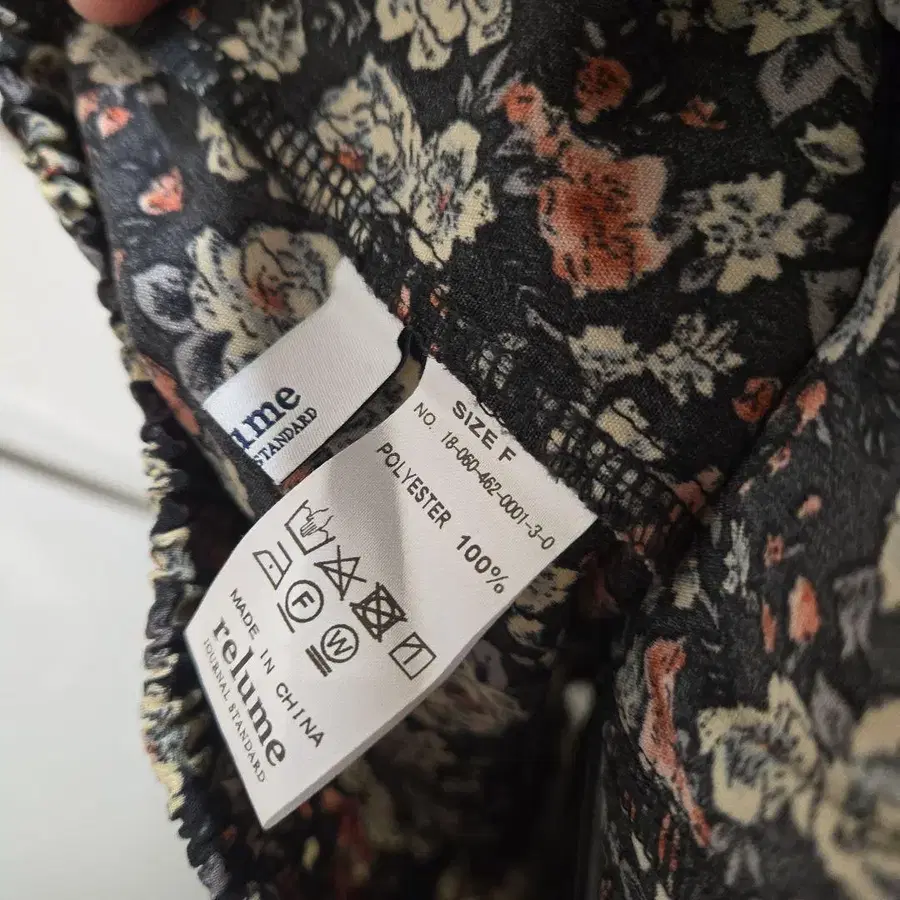 ume
STANDARD
SIZE F
NO. 18-060-462-0001-3-0
POLYESTER 100%
F
W
MADE IN CHINA
relume
JOURNAL STANDARD